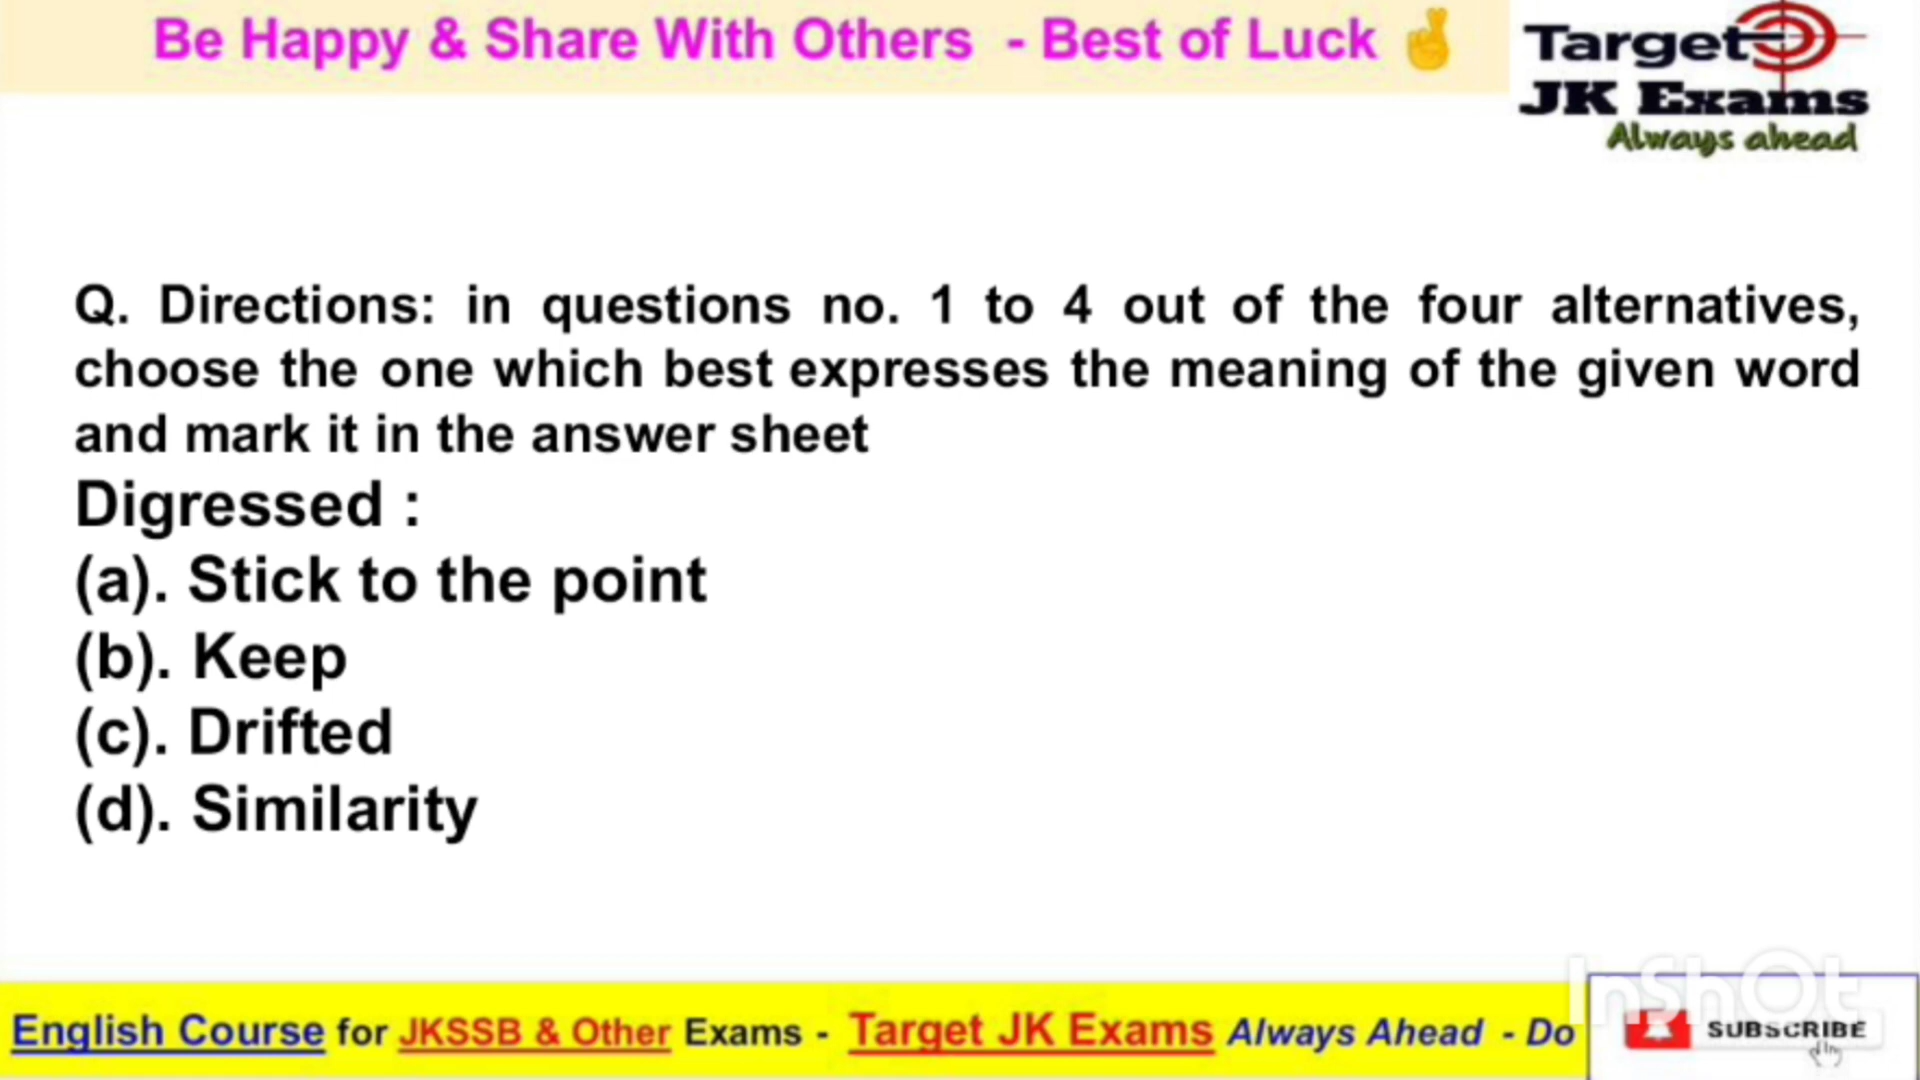 Be Happy & Share With Others - Best of Luck 🤞
Target
JK Exams
Always ahead
Q. Directions: in questions no. 1 to 4 out of the four alternatives,
choose the one which best expresses the meaning of the given word
and mark it in the answer sheet
Digressed :
(a). Stick to the point
(b). Keep
(c). Drifted
(d). Similarity
InShOt
English Course for JKSSB & Other Exams - Target JK Exams Always Ahead - Do
SUBSCRIBE